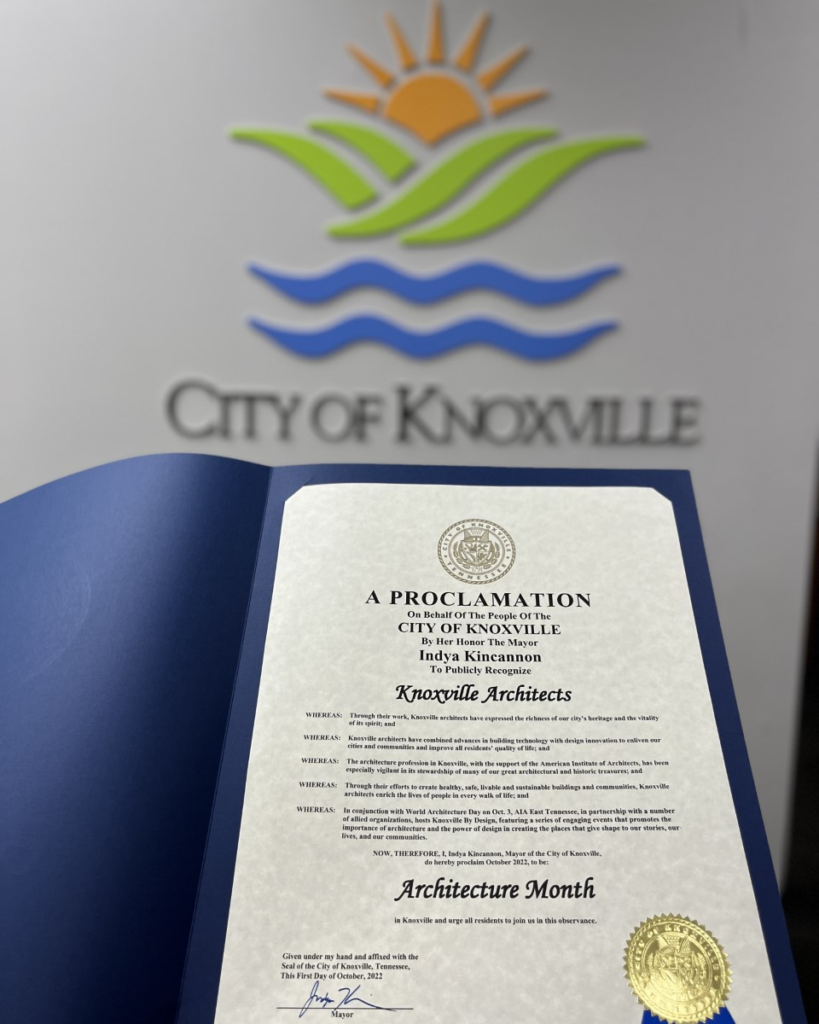 CITY OF KNOXVILLE
CITY OF KNOXVILLE
TENNESSEE
A PROCLAMATION
On Behalf Of The People Of The
CITY OF KNOXVILLE
By Her Honor The Mayor
Indya Kincannon
To Publicly Recognize
Knoxville Architects
WHEREAS: Through their work, Knoxville architects have expressed the richness of our city's heritage and the vitality
of its spirit; and
WHEREAS: Knoxville architects have combined advances in building technology with design innovation to enliven our
cities and communities and improve all residents' quality of life; and
WHEREAS: The architecture profession in Knoxville, with the support of the American Institute of Architects, has been
especially vigilant in its stewardship of many of our great architectural and historic treasures; and
WHEREAS: Through their efforts to create healthy, safe, livable and sustainable buildings and communities, Knoxville
architects enrich the lives of people in every walk of life; and
WHEREAS: In conjunction with World Architecture Day on Oct. 3, AIA East Tennessee, in partnership with a number
of allied organizations, hosts Knoxville By Design, featuring a series of engaging events that promotes the
importance of architecture and the power of design in creating the places that give shape to our stories, our
lives, and our communities.
NOW, THEREFORE, I, Indya Kincannon, Mayor of the City of Knoxville,
do hereby proclaim October 2022, to be:
Architecture Month
in Knoxville and urge all residents to join us in this observance.
Given under my hand and affixed with the
Seal of the City of Knoxville, Tennessee,
This First Day of October, 2022
Mayor
CITY OF KNOXVILLE